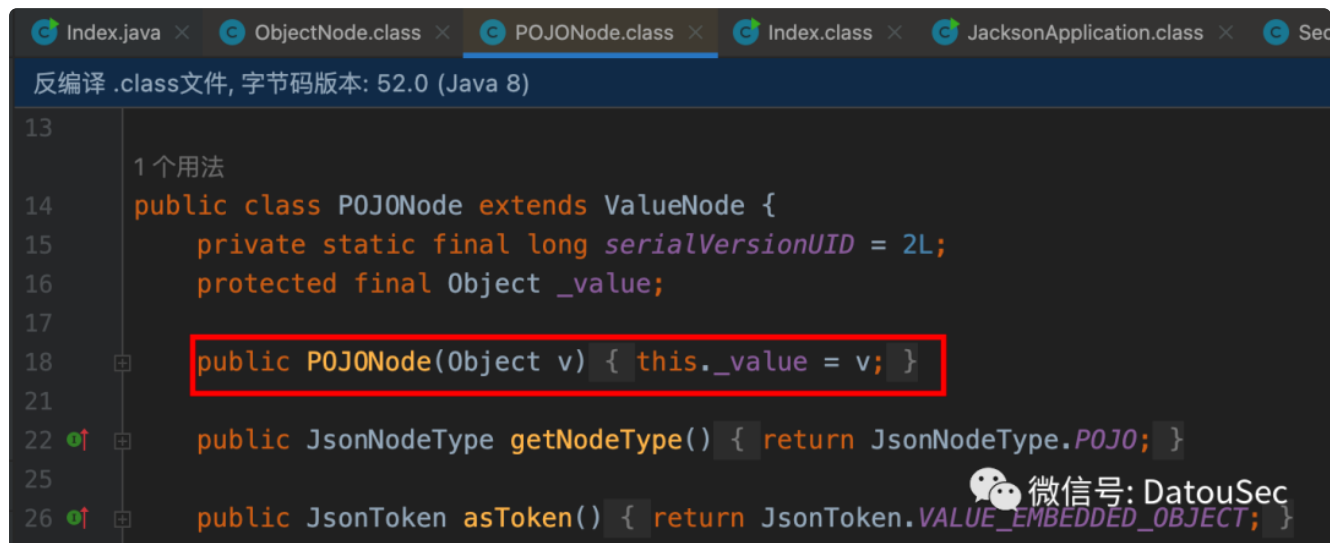 Index.java × ObjectNode.class × POJONode.class × Index.class × JacksonApplication.class × Sec
反编译 .class文件, 字节码版本: 52.0 (Java 8)
13
1 个用法
14 public class POJONode extends ValueNode {
15 private static final long serialVersionUID = 2L;
16 protected final Object _value;
17
18 public POJONode(Object v) { this._value = v; }
21
22 public JsonNodeType getNodeType() { return JsonNodeType.POJO; }
25
微信号: DatouSec
26 public JsonToken asToken() { return JsonToken.VALUE_EMBEDDED_OBJECT; }